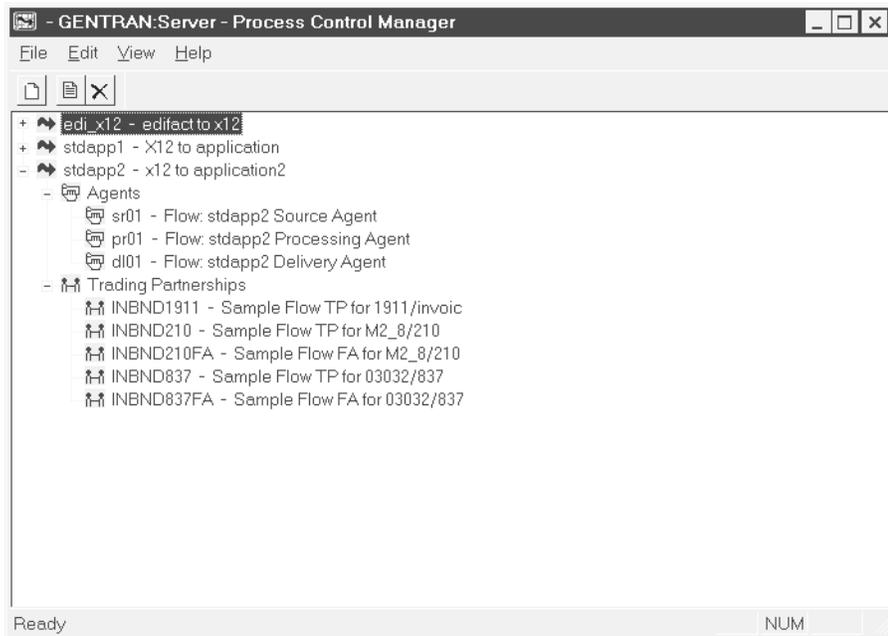 - GENTRAN:Server - Process Control Manager
File Edit View Help
edi_x12 - edifact to x12
stdapp1 - X12 to application
stdapp2 - x12 to application2
Agents
sr01 - Flow: stdapp2 Source Agent
pr01 - Flow: stdapp2 Processing Agent
dl01 - Flow: stdapp2 Delivery Agent
Trading Partnerships
INBND1911 - Sample Flow TP for 1911/invoic
INBND210 - Sample Flow TP for M2_8/210
INBND210FA - Sample Flow FA for M2_8/210
INBND837 - Sample Flow TP for 03032/837
INBND837FA - Sample Flow FA for 03032/837
Ready NUM